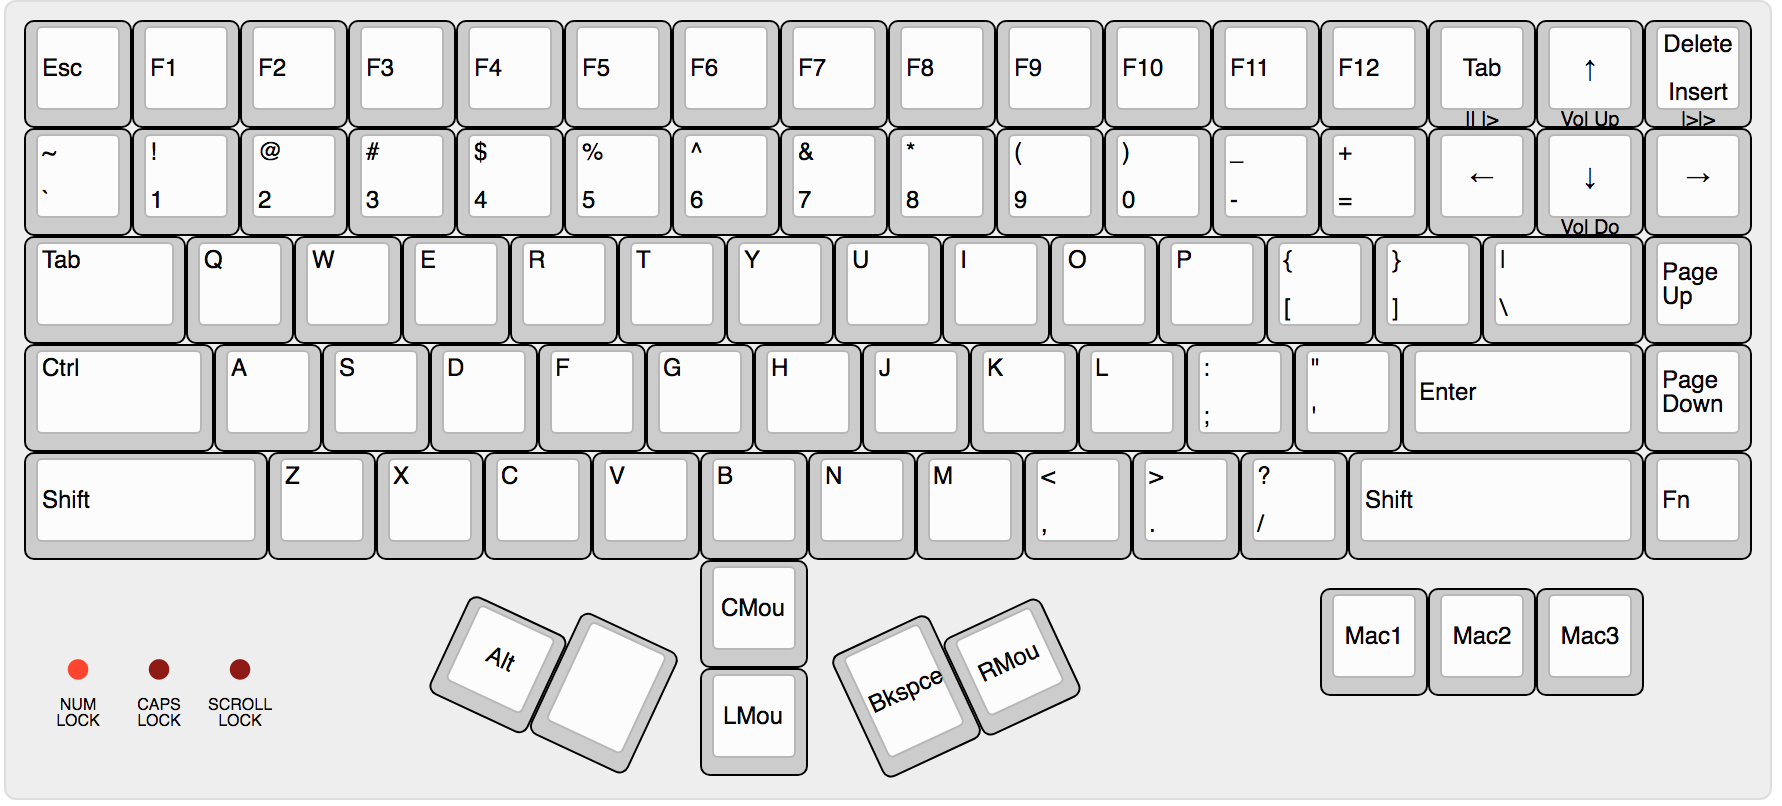 Esc F1 F2 F3 F4 F5 F6 F7 F8 F9 F10 F11 F12 Tab ↑ Delete
Insert
|| |> Vol Up |>|>
~ ! @ # $ % ^ & * ( ) _ +
` 1 2 3 4 5 6 7 8 9 0 - = ← ↓ →
Vol Do
Tab Q W E R T Y U I O P { } | Page
[ ] \ Up
Ctrl A S D F G H J K L : " Enter Page
; ' Down
Shift Z X C V B N M < > ? Shift Fn
, . /
CMou
Alt Bkspce RMou Mac1 Mac2 Mac3
LMou
NUM CAPS SCROLL
LOCK LOCK LOCK